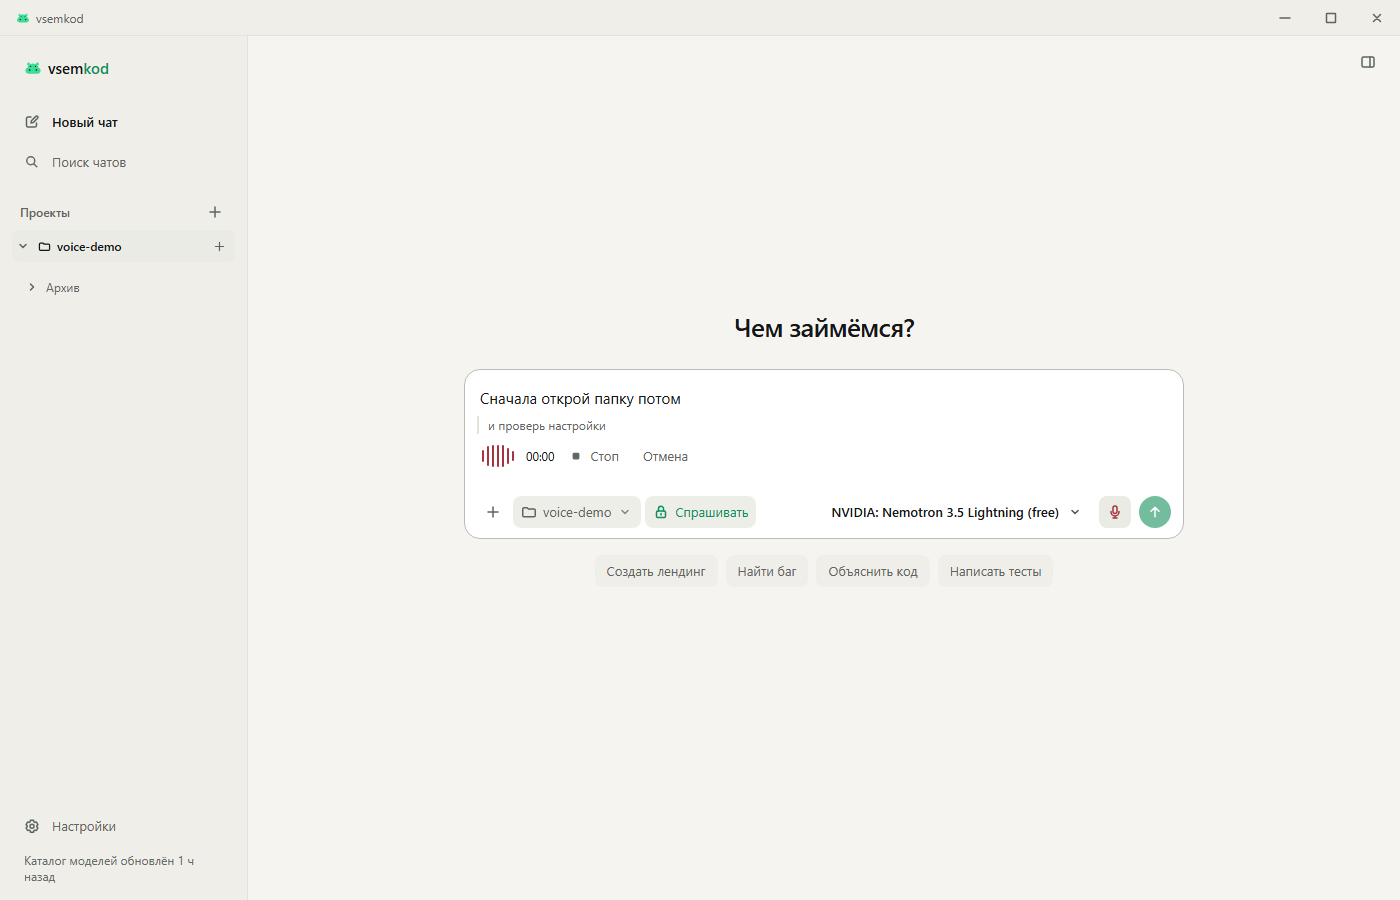 vsemkod
vsemkod
Новый чат
Поиск чатов
Проекты
voice-demo
Архив
Чем займёмся?
Сначала открой папку потом
и проверь настройки
00:00 Стоп Отмена
voice-demo Спрашивать NVIDIA: Nemotron 3.5 Lightning (free)
Создать лендинг Найти баг Объяснить код Написать тесты
Настройки
Каталог моделей обновлён 1 ч
назад